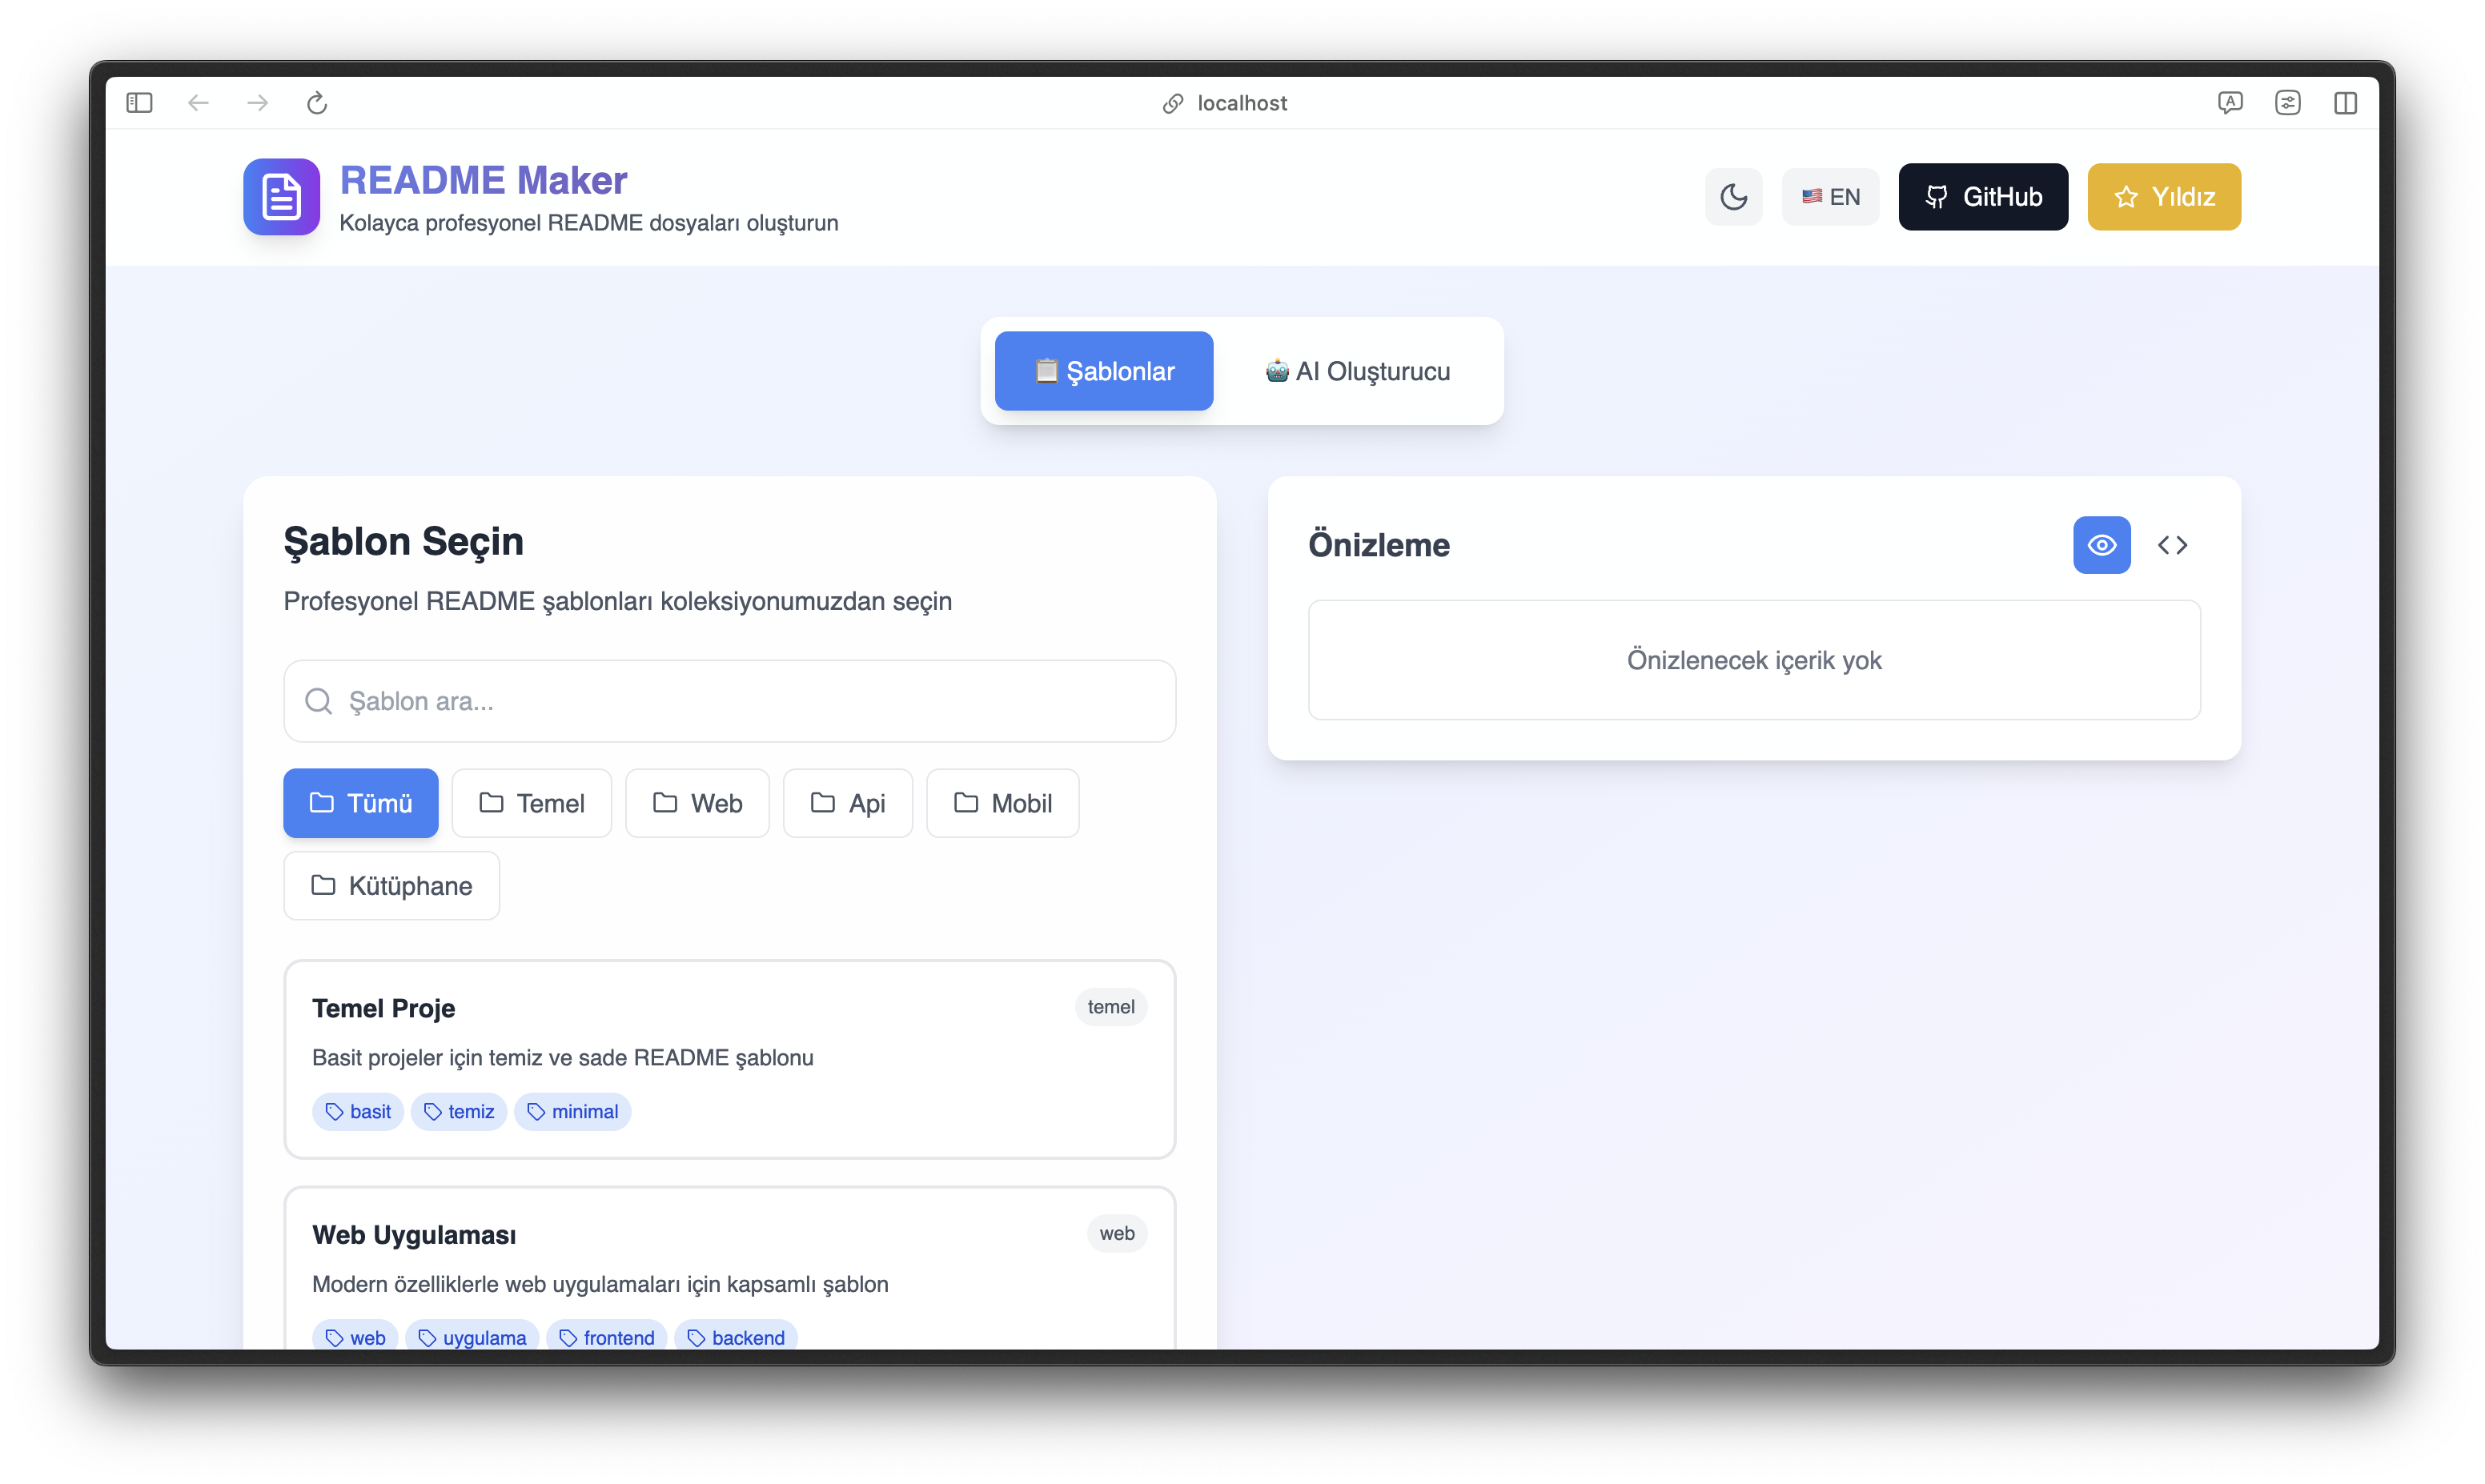 localhost
README Maker
Kolayca profesyonel README dosyaları oluşturun
🇺🇸 EN
GitHub
Yıldız
📋 Şablonlar
🤖 AI Oluşturucu
Şablon Seçin
Profesyonel README şablonları koleksiyonumuzdan seçin
Şablon ara...
Tümü
Temel
Web
Api
Mobil
Kütüphane
Temel Proje
temel
Basit projeler için temiz ve sade README şablonu
basit
temiz
minimal
Web Uygulaması
web
Modern özelliklerle web uygulamaları için kapsamlı şablon
web
uygulama
frontend
backend
Önizleme
Önizlenecek içerik yok